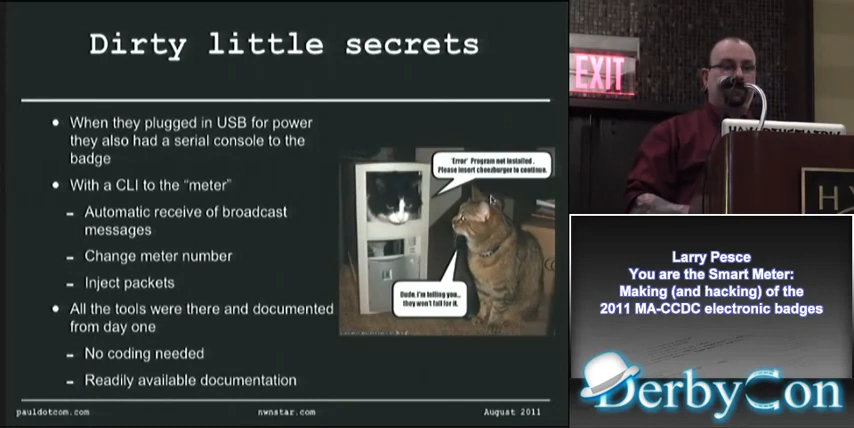 Dirty little secrets
When they plugged in USB for power
they also had a serial console to the
badge
With a CLI to the “meter”
Automatic receive of broadcast
messages
Change meter number
Inject packets
All the tools were there and documented
from day one
No coding needed
Readily available documentation
'Error' Program not installed .
Please insert cheezburger to continue.
Dude, I'm telling you...
they won't fall for it.
pauldotcom.com
nwnstar.com
August 2011
EXIT
HY
Larry Pesce
You are the Smart Meter:
Making (and hacking) of the
2011 MA-CCDC electronic badges
DerbyCon